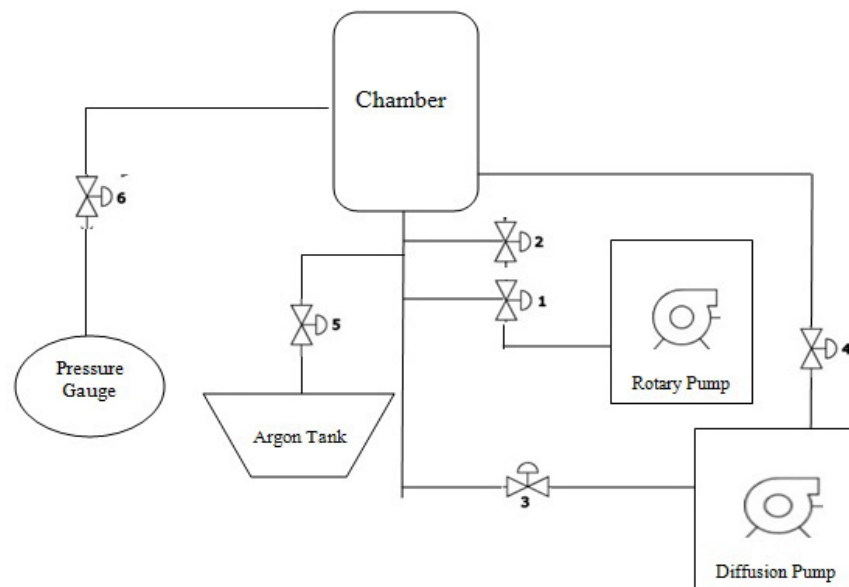 Chamber
6
2
1
5
4
Rotary Pump
Pressure
Gauge
Argon Tank
3
Diffusion Pump